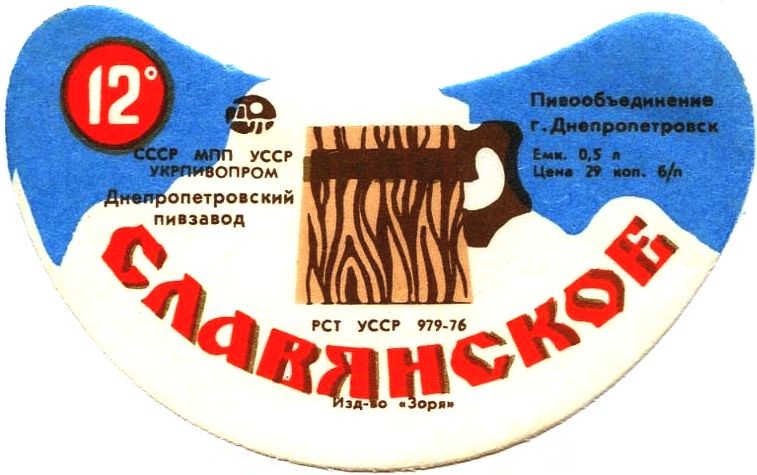 12°
СССР МПП УССР
УКРПИВОПРОМ
Днепропетровский
пивзавод
Пивообъединение
г. Днепропетровск
Емк. 0,5 л
Цена 29 коп. б/п
СЛАВЯНСКОЕ
РСТ УССР 979-76
Изд-во «Зоря»